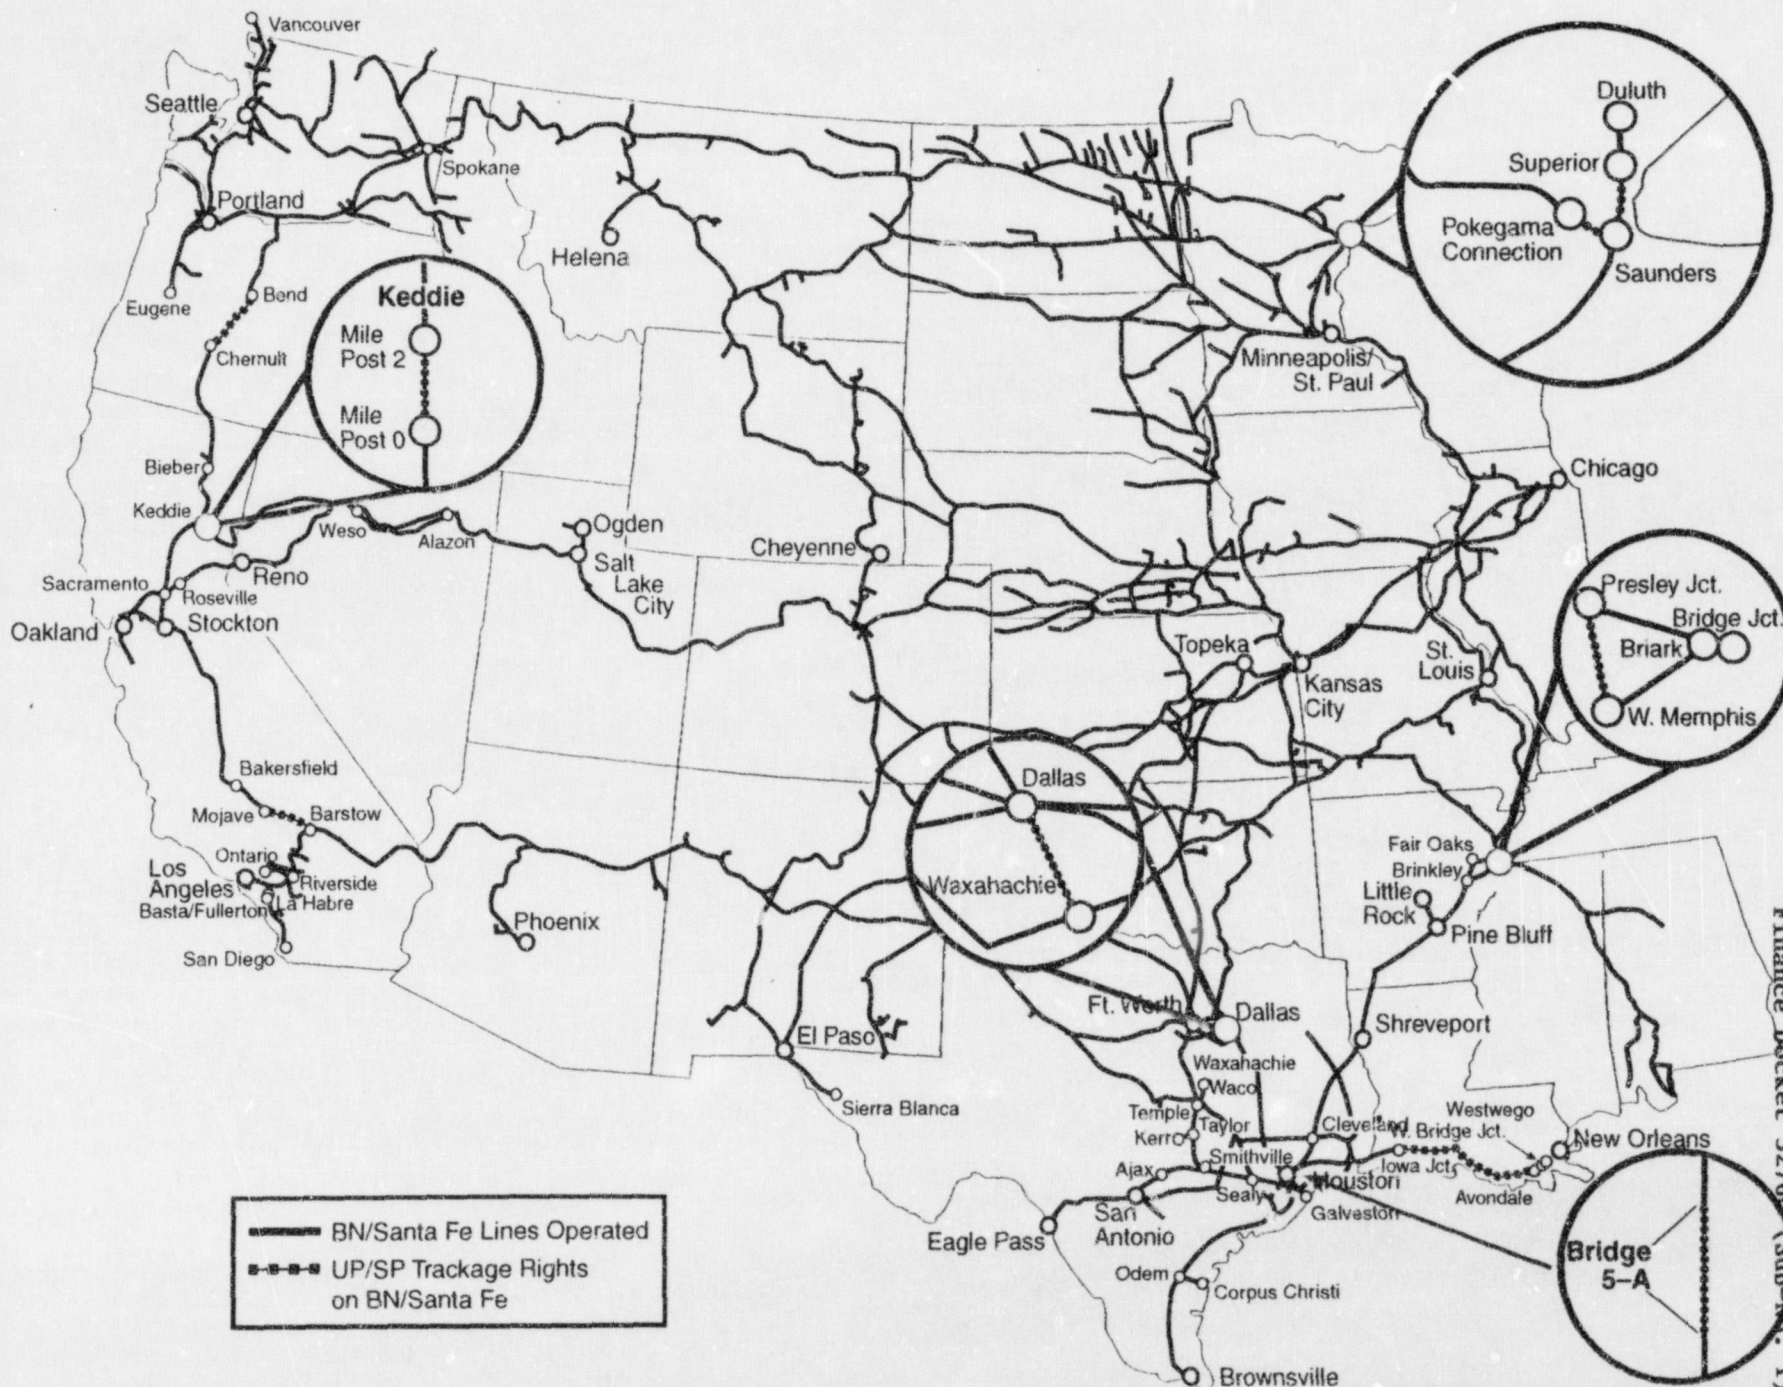 Vancouver
Seattle
Spokane
Portland
Helena
Eugene
Bend
Chemult
Keddie
Mile
Post 2
Mile
Post 0
Duluth
Superior
Pokegama
Connection
Saunders
Minneapolis/
St. Paul
Bieber
Keddie
Weso
Alazon
Ogden
Salt
Lake
City
Cheyenne
Chicago
Sacramento
Roseville
Reno
Oakland
Stockton
Presley Jct.
Bridge Jct.
Briark
W. Memphis
Topeka
Kansas
City
St.
Louis
Bakersfield
Mojave
Barstow
Dallas
Waxahachie
Ontario
Los
Angeles
Riverside
La Habre
Basta/Fullerton
San Diego
Phoenix
Fair Oaks
Brinkley
Little
Rock
Pine Bluff
El Paso
Sierra Blanca
Ft. Worth
Dallas
Shreveport
Waxahachie
Waco
Temple
Taylor
Kerr
Cleveland
Westwego
W. Bridge Jct.
New Orleans
Ajax
Smithville
Sealy
Houston
Iowa Jct.
Avondale
Galveston
San
Antonio
Eagle Pass
Odem
Corpus Christi
Brownsville
Bridge
5-A
BN/Santa Fe Lines Operated
UP/SP Trackage Rights
on BN/Santa Fe
Finance Docket